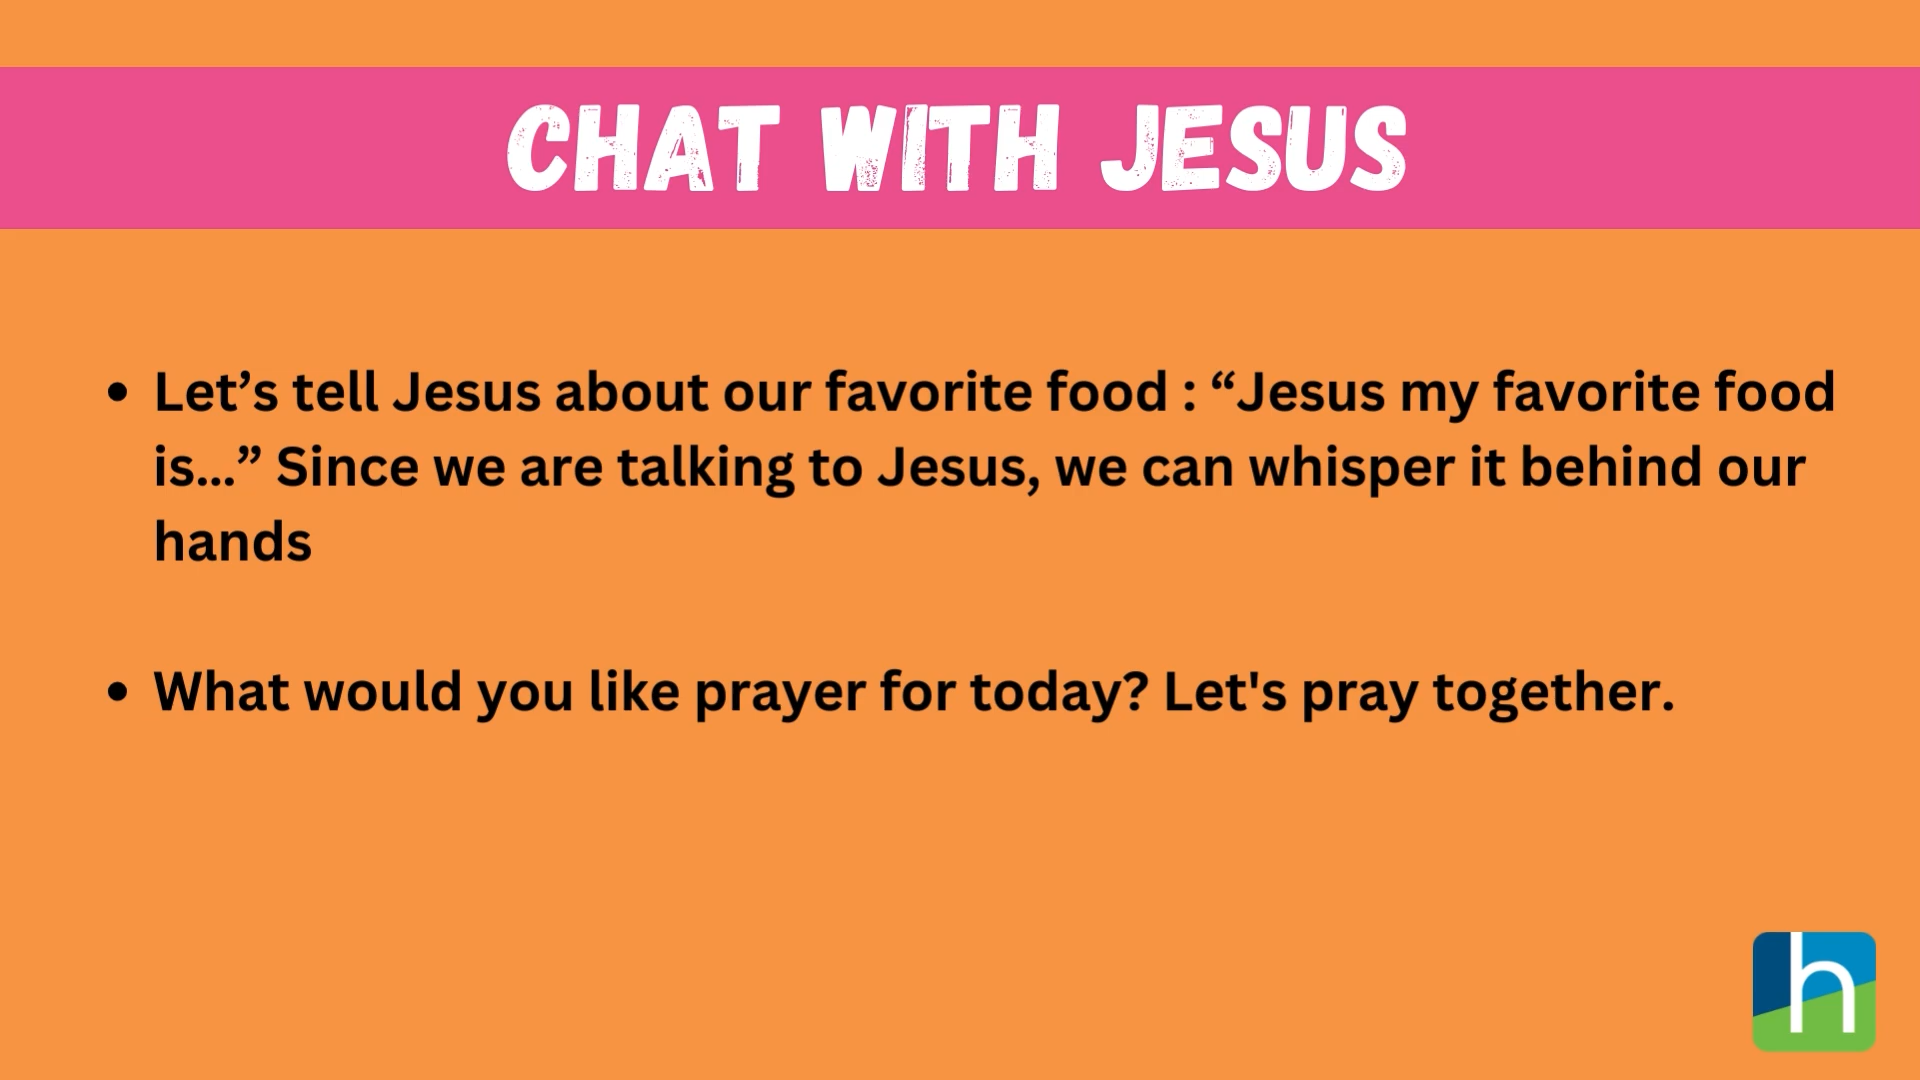 CHAT WITH JESUS
• Let’s tell Jesus about our favorite food : “Jesus my favorite food
is...” Since we are talking to Jesus, we can whisper it behind our
hands
• What would you like prayer for today? Let's pray together.
h